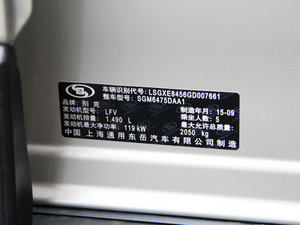 车辆识别代号: LSGXE8456GD007661
整车型号: SGM6475DAA1
品牌: 别克
发动机型号: LFV 制造年月: 15-09
发动机排量: 1.490 L 乘坐人数: 5
发动机最大净功率: 119 kW 最大允许总质量: 2050 kg
中国 上海通用东岳汽车有限公司制造